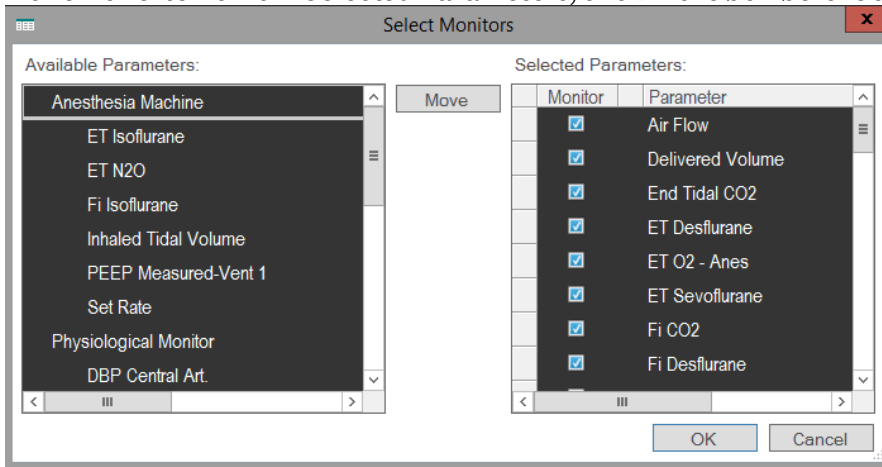 Select Monitors
x
Available Parameters:
Selected Parameters:
Anesthesia Machine
ET Isoflurane
ET N2O
Fi Isoflurane
Inhaled Tidal Volume
PEEP Measured-Vent 1
Set Rate
Physiological Monitor
DBP Central Art.
Move
Monitor Parameter
Air Flow
Delivered Volume
End Tidal CO2
ET Desflurane
ET O2 - Anes
ET Sevoflurane
Fi CO2
Fi Desflurane
OK Cancel